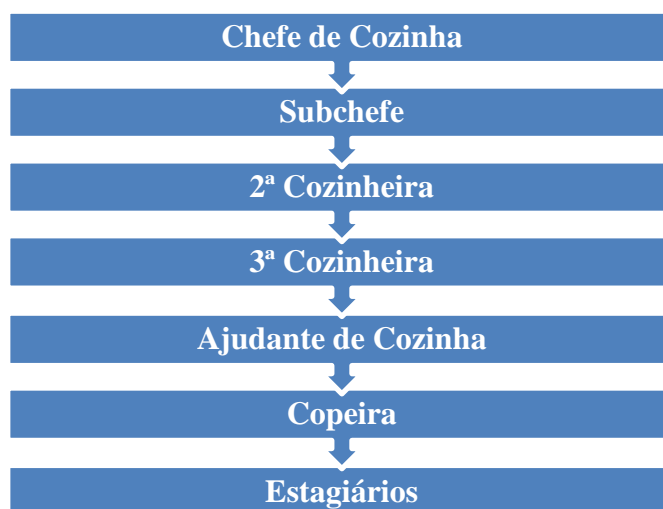 Chefe de Cozinha
Subchefe
2ª Cozinheira
3ª Cozinheira
Ajudante de Cozinha
Copeira
Estagiários